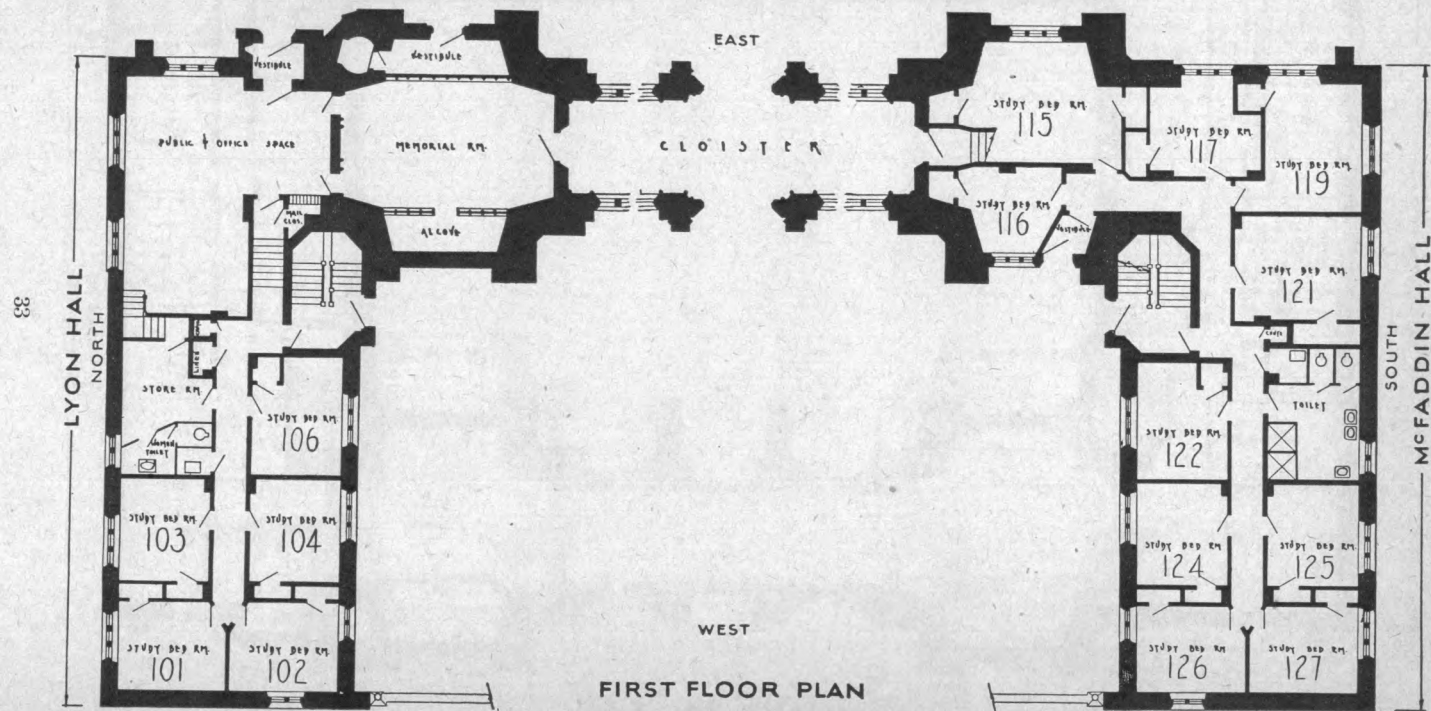 EAST
VESTIBULE
VESTIBULE
PUBLIC & OFFICE SPACE
MEMORIAL RM.
CLOISTER
STUDY BED RM.
115
STUDY BED RM.
117
STUDY BED RM.
119
MAIL
CLOS.
ALCOVE
STUDY BED RM.
116
VESTIBULE
STUDY BED RM.
121
LYON HALL
NORTH
33
LINEN
STORE RM.
WOMEN
TOILET
STUDY BED RM.
106
STUDY BED RM.
103
STUDY BED RM.
104
STUDY BED RM.
101
STUDY BED RM.
102
STUDY BED RM.
122
TOILET
STUDY BED RM
124
STUDY BED RM.
125
STUDY BED RM.
126
STUDY BED RM.
127
SOUTH
McFADDIN HALL
WEST
FIRST FLOOR PLAN